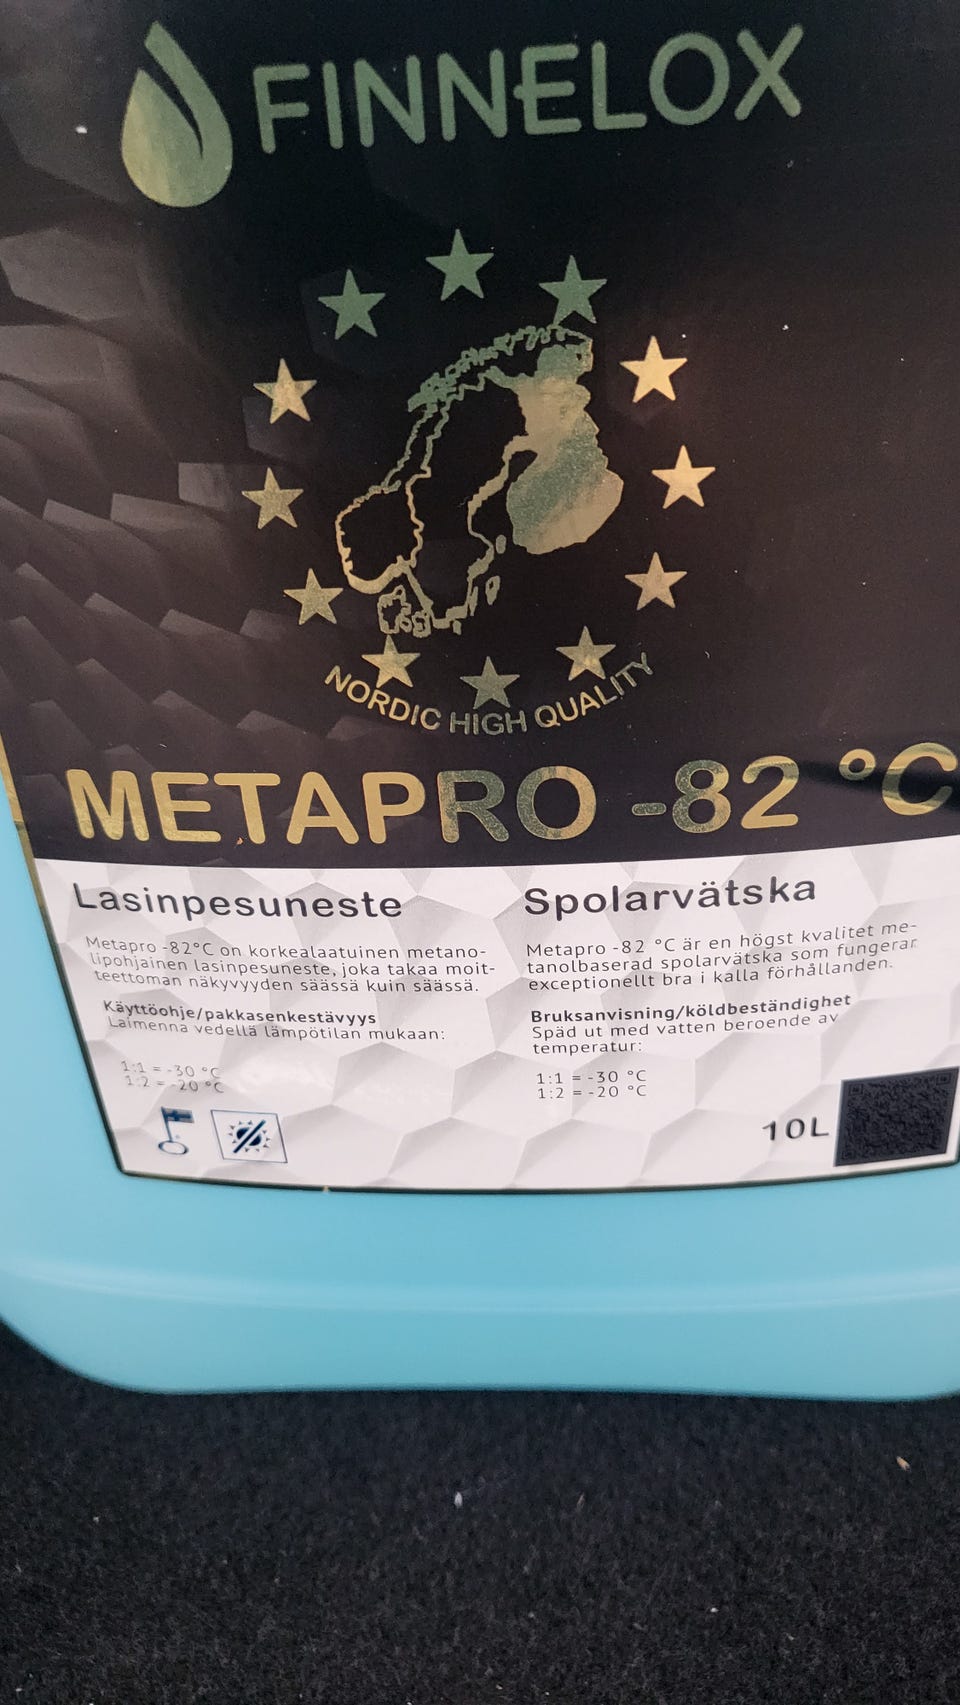 FINNELOX
NORDIC HIGH QUALITY
METAPRO -82 °C
Lasinpesuneste
Metapro -82°C on korkealaatuinen metano-
lipohjainen lasinpesuneste, joka takaa moit-
teettoman näkyvyyden säässä kuin säässä.
Käyttöohje/pakkasenkestävyys
Laimenna vedellä lämpötilan mukaan:
1:1 = -30 °C
1:2 = -20 °C
Spolarvätska
Metapro -82 °C är en högst kvalitet me-
tanolbaserad spolarvätska som fungerar
exceptionellt bra i kalla förhållanden.
Bruksanvisning/köldbeständighet
Späd ut med vatten beroende av
temperatur:
1:1 = -30 °C
1:2 = -20 °C
10L